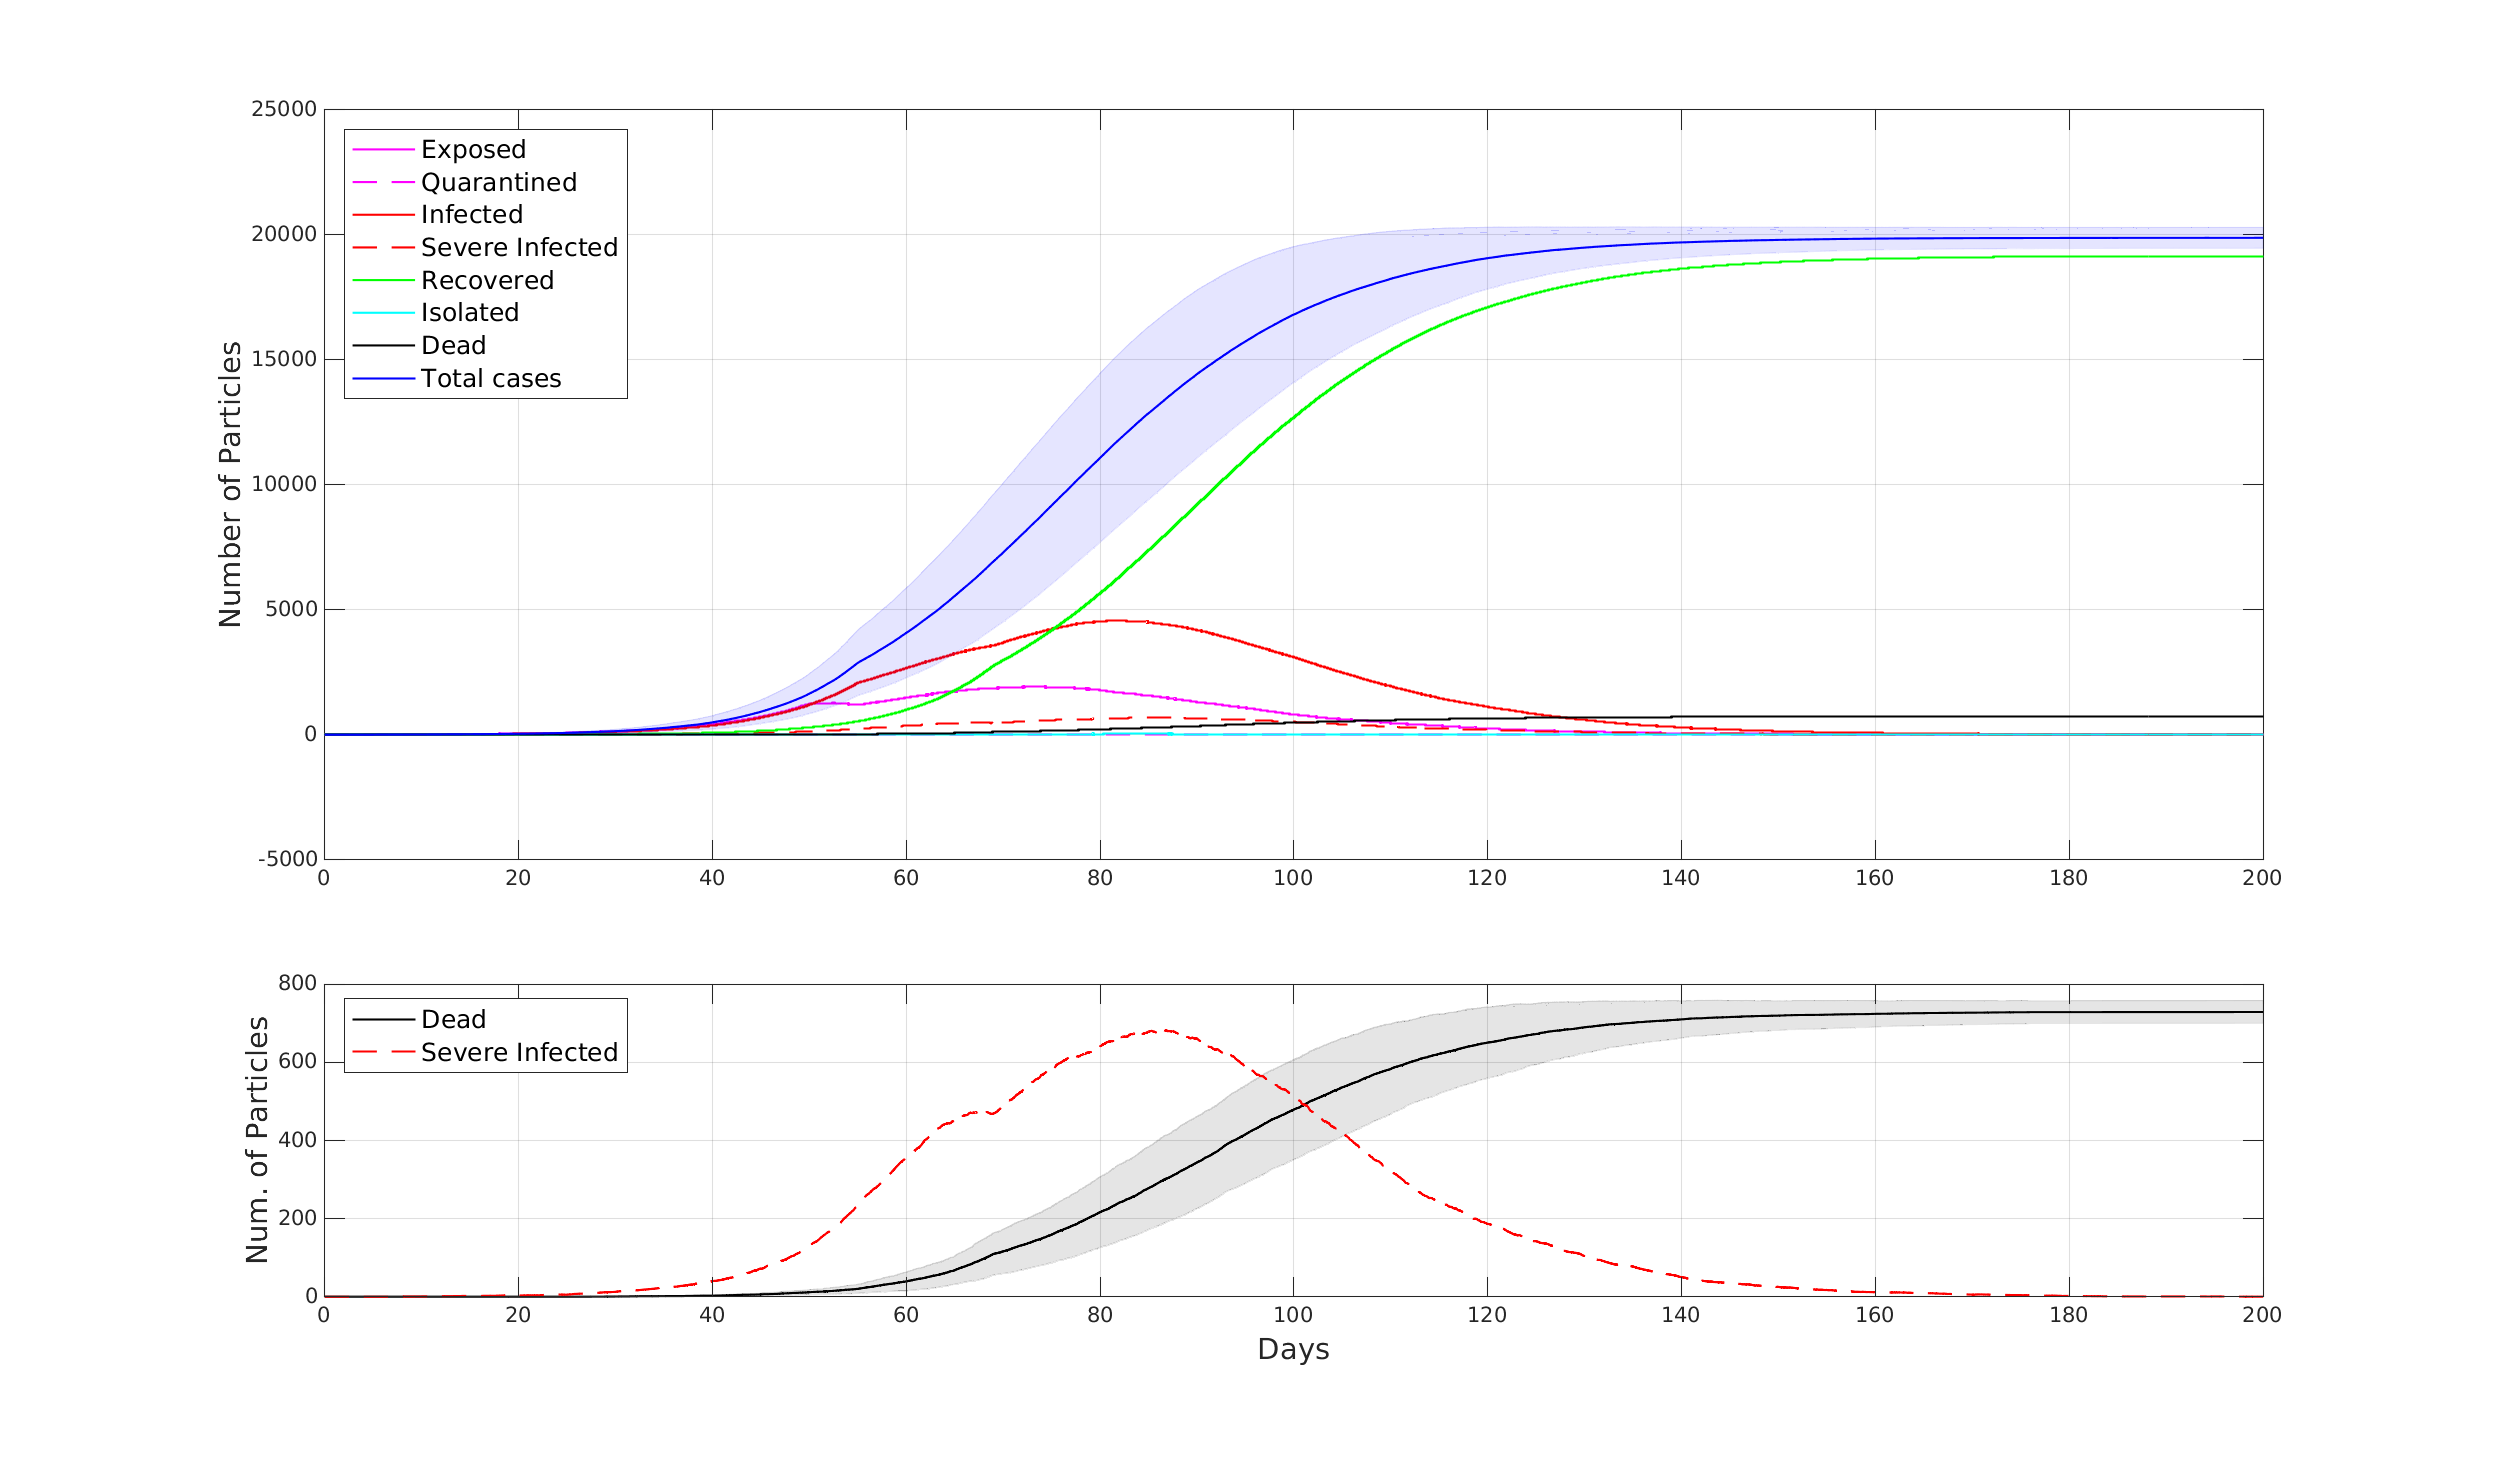 25000
20000
15000
10000
5000
0
-5000
Number of Particles
Exposed
Quarantined
Infected
Severe Infected
Recovered
Isolated
Dead
Total cases
0 20 40 60 80 100 120 140 160 180 200
800
600
400
200
0
Num. of Particles
Dead
Severe Infected
0 20 40 60 80 100 120 140 160 180 200
Days